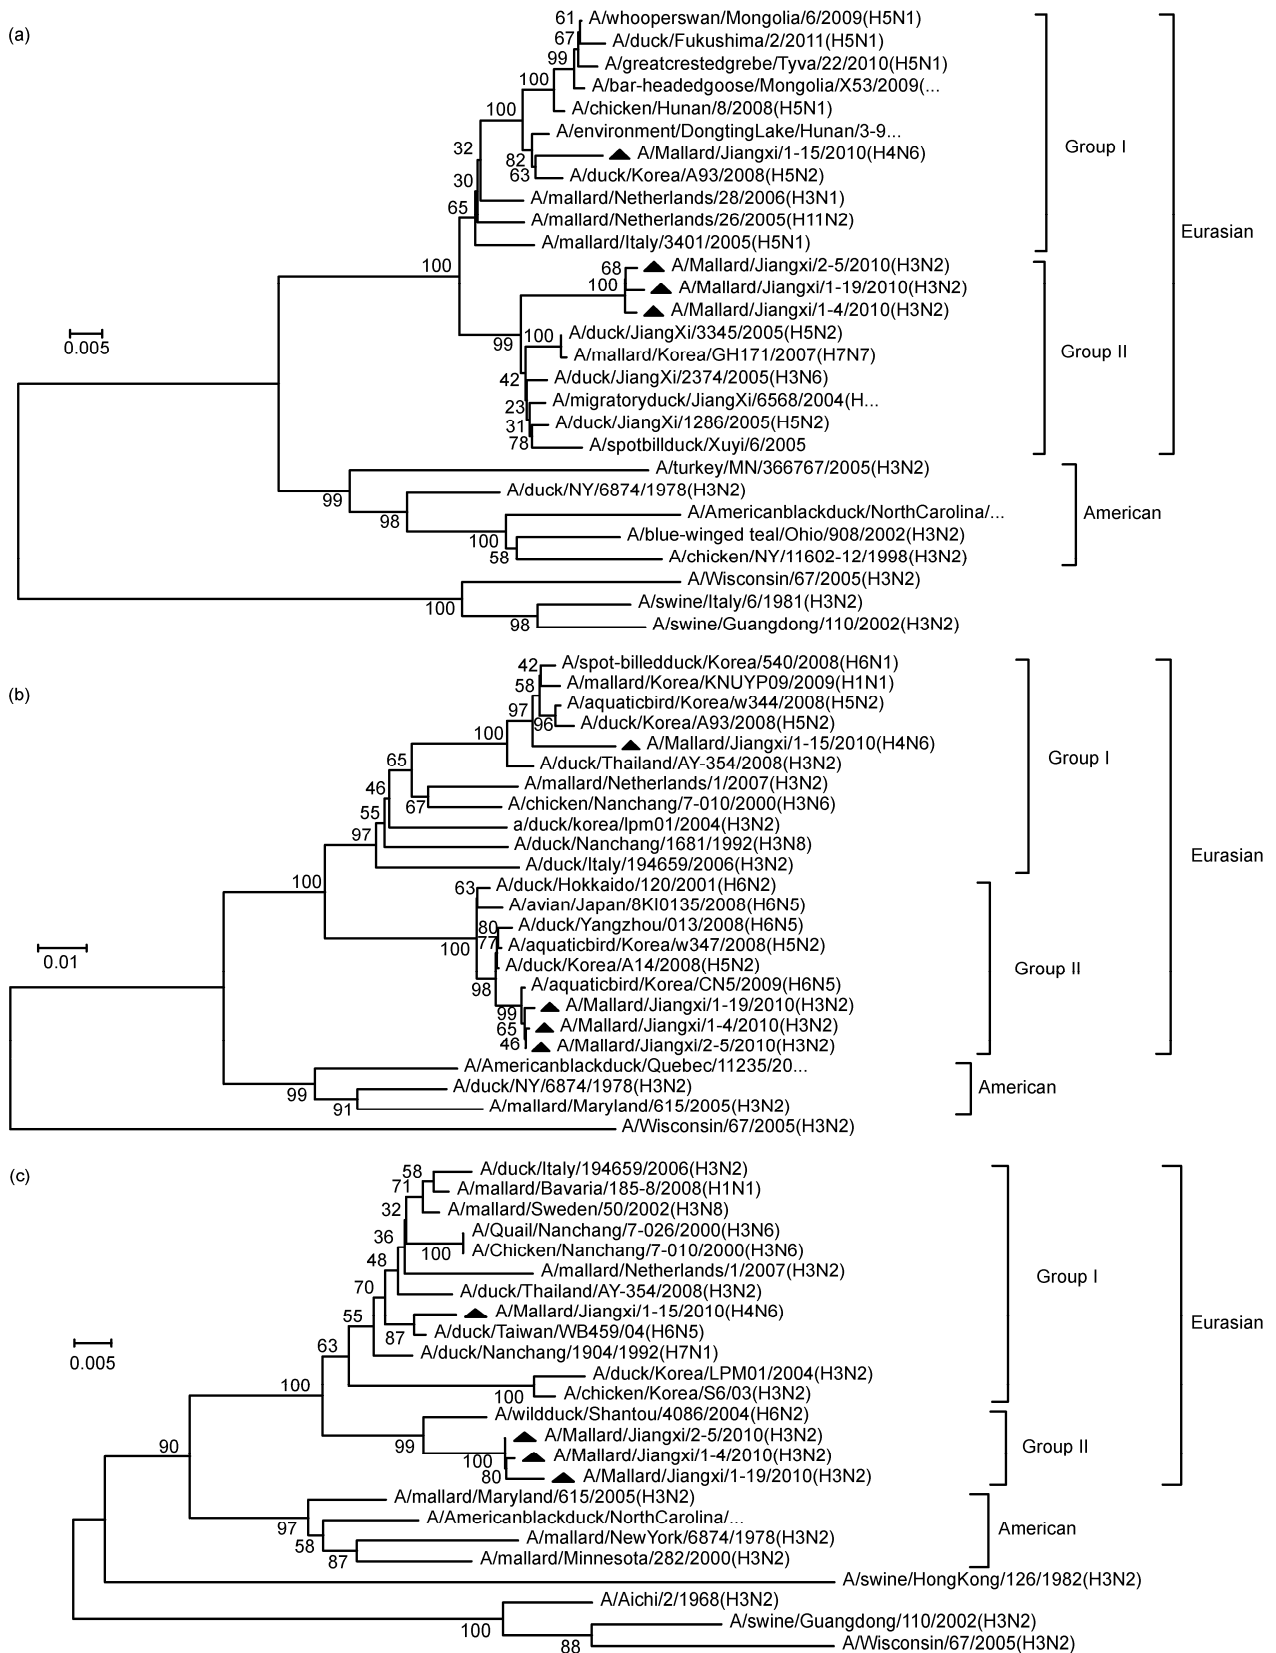 (a)
61
A/whooperswan/Mongolia/6/2009(H5N1)
67
A/duck/Fukushima/2/2011(H5N1)
99
A/greatcrestedgrebe/Tyva/22/2010(H5N1)
100
A/bar-headedgoose/Mongolia/X53/2009(...
100
A/chicken/Hunan/8/2008(H5N1)
A/environment/DongtingLake/Hunan/3-9...
32
82
A/Mallard/Jiangxi/1-15/2010(H4N6)
Group I
63
A/duck/Korea/A93/2008(H5N2)
30
A/mallard/Netherlands/28/2006(H3N1)
65
A/mallard/Netherlands/26/2005(H11N2)
Eurasian
A/mallard/Italy/3401/2005(H5N1)
100
68
A/Mallard/Jiangxi/2-5/2010(H3N2)
100
A/Mallard/Jiangxi/1-19/2010(H3N2)
A/Mallard/Jiangxi/1-4/2010(H3N2)
0.005
99
100
A/duck/JiangXi/3345/2005(H5N2)
A/mallard/Korea/GH171/2007(H7N7)
Group II
42
A/duck/JiangXi/2374/2005(H3N6)
23
A/migratoryduck/JiangXi/6568/2004(H...
31
A/duck/JiangXi/1286/2005(H5N2)
78
A/spotbillduck/Xuyi/6/2005
A/turkey/MN/366767/2005(H3N2)
99
A/duck/NY/6874/1978(H3N2)
98
A/Americanblackduck/NorthCarolina/...
American
100
A/blue-winged teal/Ohio/908/2002(H3N2)
58
A/chicken/NY/11602-12/1998(H3N2)
A/Wisconsin/67/2005(H3N2)
100
A/swine/Italy/6/1981(H3N2)
98
A/swine/Guangdong/110/2002(H3N2)
(b)
42
A/spot-billedduck/Korea/540/2008(H6N1)
58
A/mallard/Korea/KNUYP09/2009(H1N1)
97
A/aquaticbird/Korea/w344/2008(H5N2)
96
A/duck/Korea/A93/2008(H5N2)
100
A/Mallard/Jiangxi/1-15/2010(H4N6)
Group I
65
A/duck/Thailand/AY-354/2008(H3N2)
46
A/mallard/Netherlands/1/2007(H3N2)
67
A/chicken/Nanchang/7-010/2000(H3N6)
55
a/duck/korea/lpm01/2004(H3N2)
97
A/duck/Nanchang/1681/1992(H3N8)
Eurasian
A/duck/Italy/194659/2006(H3N2)
100
63
A/duck/Hokkaido/120/2001(H6N2)
A/avian/Japan/8KI0135/2008(H6N5)
80
A/duck/Yangzhou/013/2008(H6N5)
100
77
A/aquaticbird/Korea/w347/2008(H5N2)
0.01
A/duck/Korea/A14/2008(H5N2)
Group II
98
A/aquaticbird/Korea/CN5/2009(H6N5)
99
A/Mallard/Jiangxi/1-19/2010(H3N2)
65
A/Mallard/Jiangxi/1-4/2010(H3N2)
46
A/Mallard/Jiangxi/2-5/2010(H3N2)
A/Americanblackduck/Quebec/11235/20...
99
A/duck/NY/6874/1978(H3N2)
American
91
A/mallard/Maryland/615/2005(H3N2)
A/Wisconsin/67/2005(H3N2)
(c)
58
A/duck/Italy/194659/2006(H3N2)
71
A/mallard/Bavaria/185-8/2008(H1N1)
32
A/mallard/Sweden/50/2002(H3N8)
36
A/Quail/Nanchang/7-026/2000(H3N6)
100
A/Chicken/Nanchang/7-010/2000(H3N6)
48
A/mallard/Netherlands/1/2007(H3N2)
Group I
70
A/duck/Thailand/AY-354/2008(H3N2)
55
A/Mallard/Jiangxi/1-15/2010(H4N6)
Eurasian
87
A/duck/Taiwan/WB459/04(H6N5)
63
A/duck/Nanchang/1904/1992(H7N1)
0.005
A/duck/Korea/LPM01/2004(H3N2)
100
100
A/chicken/Korea/S6/03(H3N2)
A/wildduck/Shantou/4086/2004(H6N2)
99
A/Mallard/Jiangxi/2-5/2010(H3N2)
Group II
90
100
A/Mallard/Jiangxi/1-4/2010(H3N2)
80
A/Mallard/Jiangxi/1-19/2010(H3N2)
A/mallard/Maryland/615/2005(H3N2)
97
A/Americanblackduck/NorthCarolina/...
American
58
A/mallard/NewYork/6874/1978(H3N2)
87
A/mallard/Minnesota/282/2000(H3N2)
A/swine/HongKong/126/1982(H3N2)
A/Aichi/2/1968(H3N2)
100
A/swine/Guangdong/110/2002(H3N2)
88
A/Wisconsin/67/2005(H3N2)